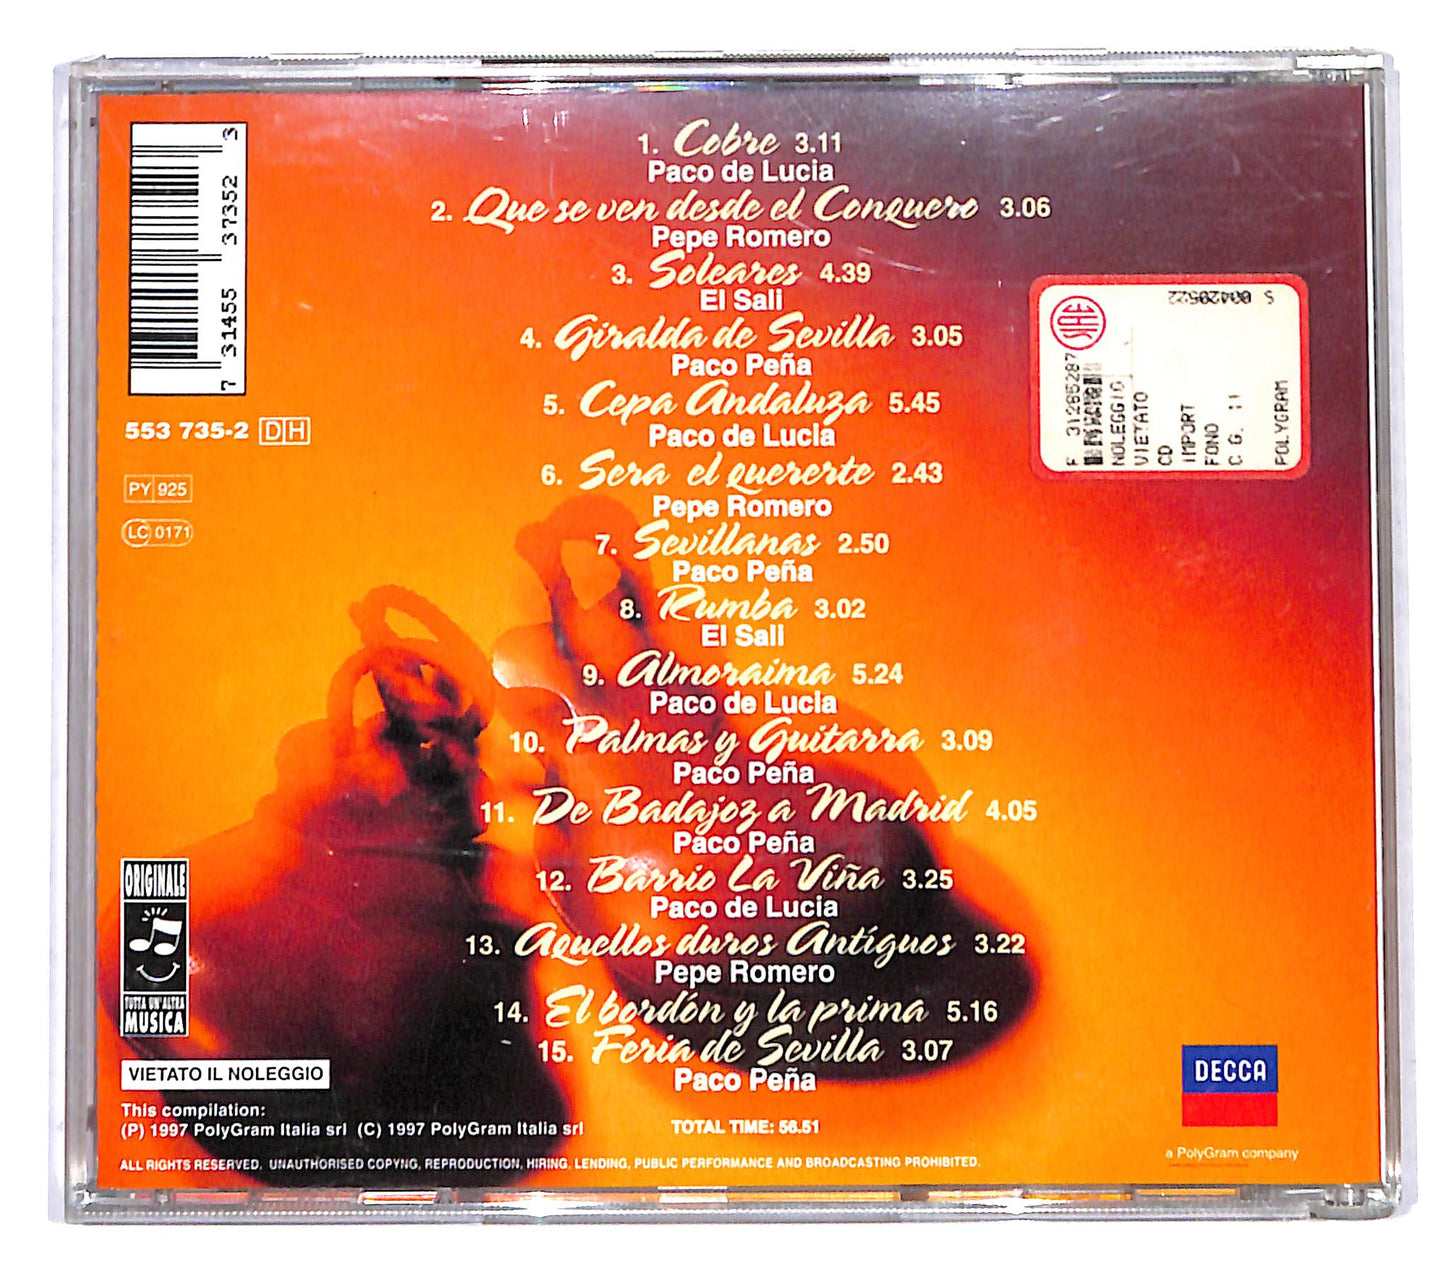 1. Cobre 3.11
Paco de Lucia
2. Que se ven desde el Conquero 3.06
Pepe Romero
3. Soleares 4.39
El Sali
4. Giralda de Sevilla 3.05
Paco Peña
5. Cepa Andaluza 5.45
Paco de Lucia
6. Sera el quererte 2.43
Pepe Romero
7. Sevillanas 2.50
Paco Peña
8. Rumba 3.02
El Sali
9. Almoraima 5.24
Paco de Lucia
10. Palmas y Guitarra 3.09
Paco Peña
11. De Badajoz a Madrid 4.05
Paco Peña
12. Barrio La Viña 3.25
Paco de Lucia
13. Aquellos duros Antíguos 3.22
Pepe Romero
14. El bordón y la prima 5.16
15. Feria de Sevilla 3.07
Paco Peña
TOTAL TIME: 56.51
7 31455 37352 3
553 735-2 DH
PY 925
LC 0171
S 00420522
SIAE
F 31265287
NOLEGGIO
VIETATO
CD
IMPORT
FONO
C.G. 11
POLYGRAM
ORIGINALE
TUTTA UN'ALTRA
MUSICA
VIETATO IL NOLEGGIO
This compilation:
(P) 1997 PolyGram Italia srl (C) 1997 PolyGram Italia srl
ALL RIGHTS RESERVED. UNAUTHORISED COPYNG, REPRODUCTION, HIRING, LENDING, PUBLIC PERFORMANCE AND BROADCASTING PROHIBITED.
DECCA
a PolyGram company